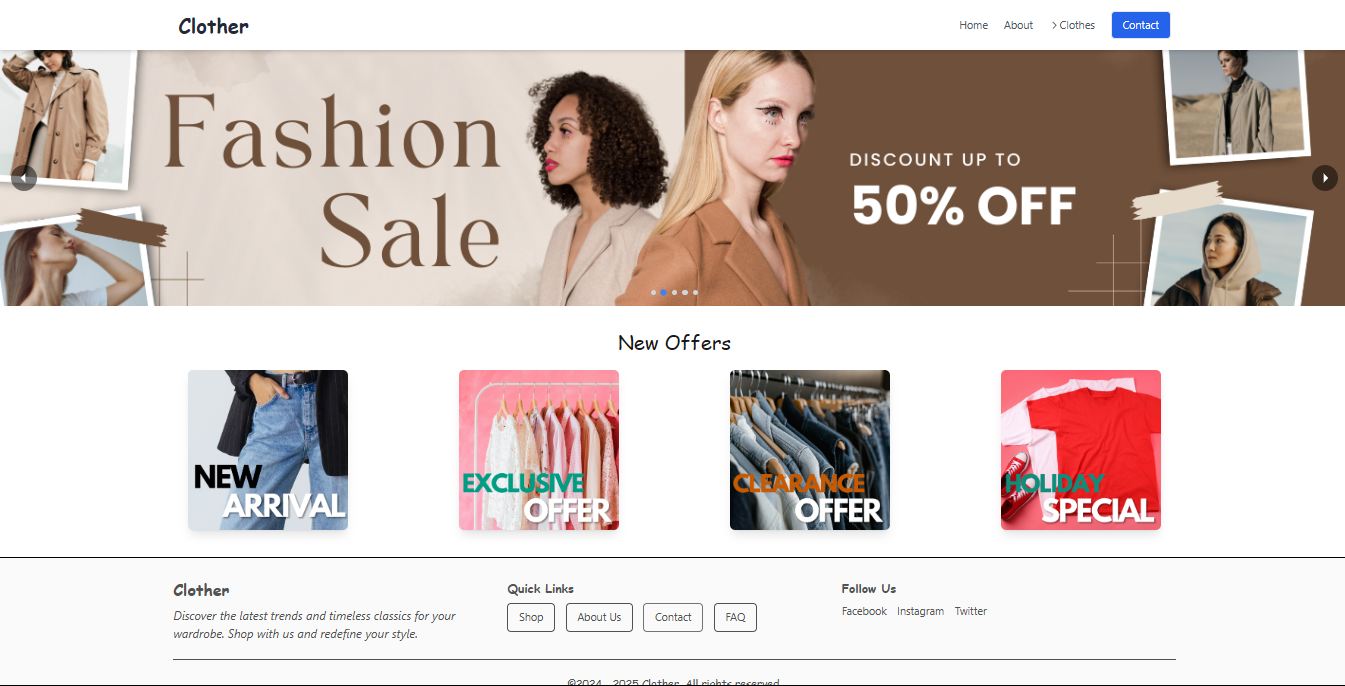 Clother
Home About > Clothes Contact
Fashion
Sale
DISCOUNT UP TO
50% OFF
New Offers
NEW
ARRIVAL
EXCLUSIVE
OFFER
CLEARANCE
OFFER
HOLIDAY
SPECIAL
Clother
Discover the latest trends and timeless classics for your
wardrobe. Shop with us and redefine your style.
Quick Links
Shop About Us Contact FAQ
Follow Us
Facebook Instagram Twitter
©2024 - 2025 Clother. All rights reserved